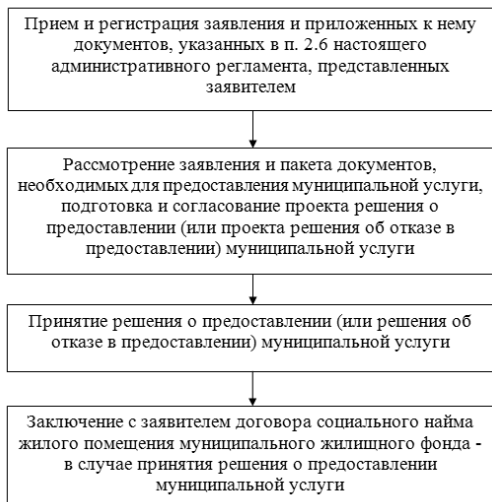 Прием и регистрация заявления и приложенных к нему
документов, указанных в п. 2.6 настоящего
административного регламента, представленных
заявителем
Рассмотрение заявления и пакета документов,
необходимых для предоставления муниципальной услуги,
подготовка и согласование проекта решения о
предоставлении (или проекта решения об отказе в
предоставлении) муниципальной услуги
Принятие решения о предоставлении (или решения об
отказе в предоставлении) муниципальной услуги
Заключение с заявителем договора социального найма
жилого помещения муниципального жилищного фонда -
в случае принятия решения о предоставлении
муниципальной услуги